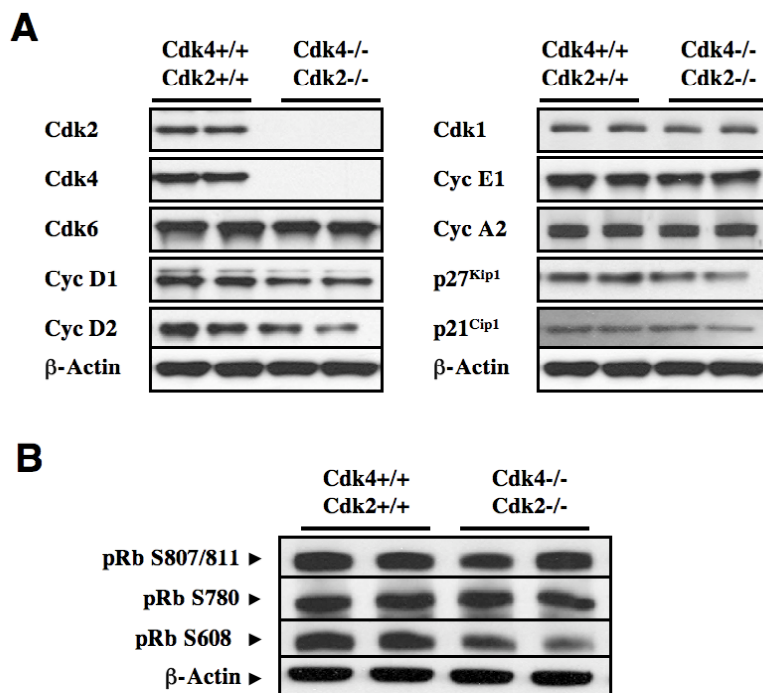 A
Cdk4+/+ Cdk4-/-
Cdk2+/+ Cdk2-/-
Cdk2
Cdk4
Cdk6
Cyc D1
Cyc D2
β-Actin
Cdk4+/+ Cdk4-/-
Cdk2+/+ Cdk2-/-
Cdk1
Cyc E1
Cyc A2
p27Kip1
p21Cip1
β-Actin
B
Cdk4+/+ Cdk4-/-
Cdk2+/+ Cdk2-/-
pRb S807/811 ►
pRb S780 ►
pRb S608 ►
β-Actin ►